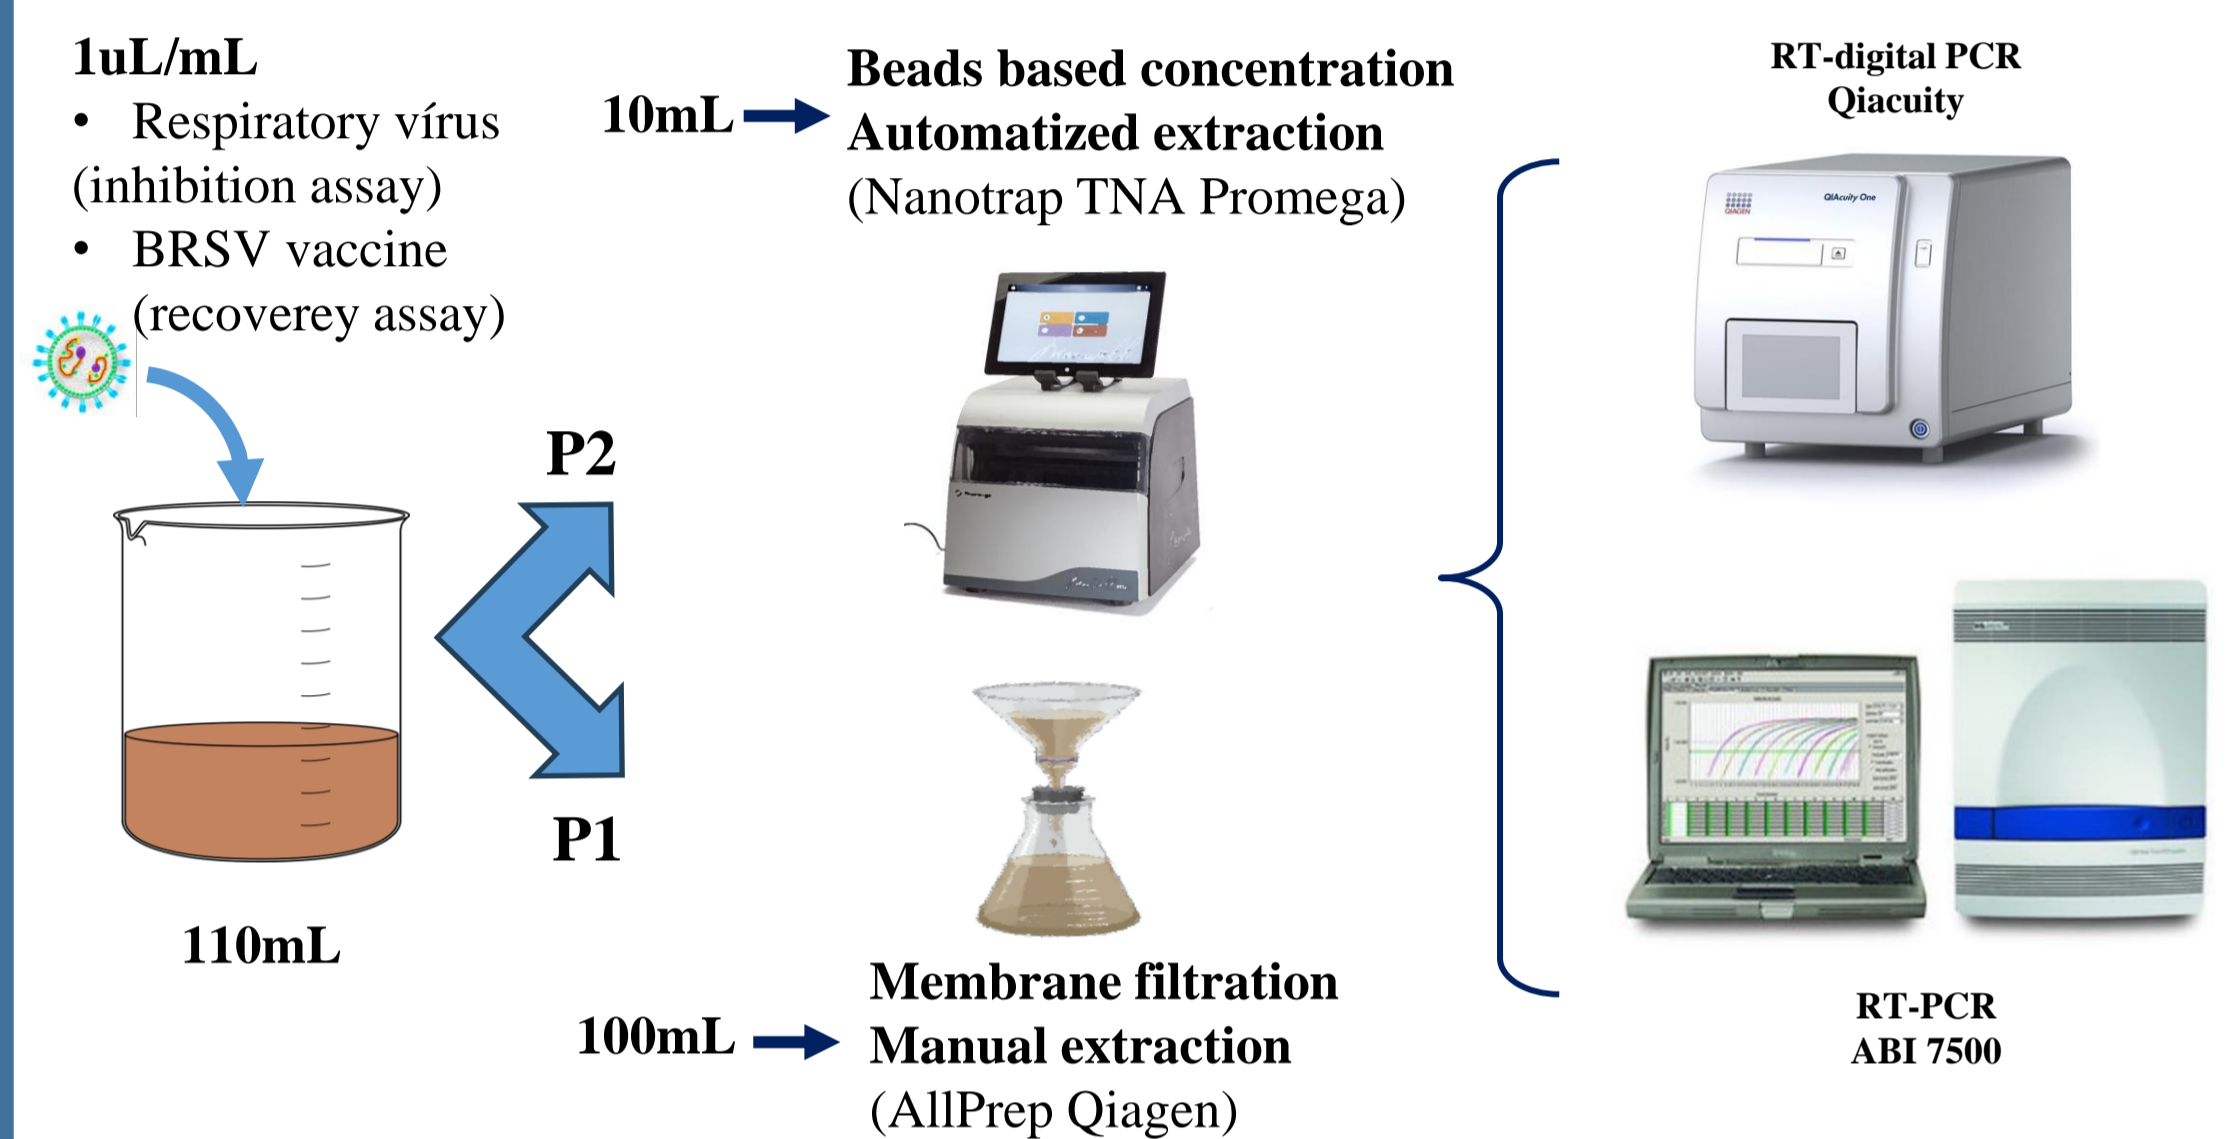 1uL/mL
• Respiratory vírus
(inhibition assay)
• BRSV vaccine
(recoverey assay)
110mL
P2
P1
10mL
Beads based concentration
Automatized extraction
(Nanotrap TNA Promega)
100mL
Membrane filtration
Manual extraction
(AllPrep Qiagen)
RT-digital PCR
Qiacuity
QIAGEN
QIAcuity One
RT-PCR
ABI 7500